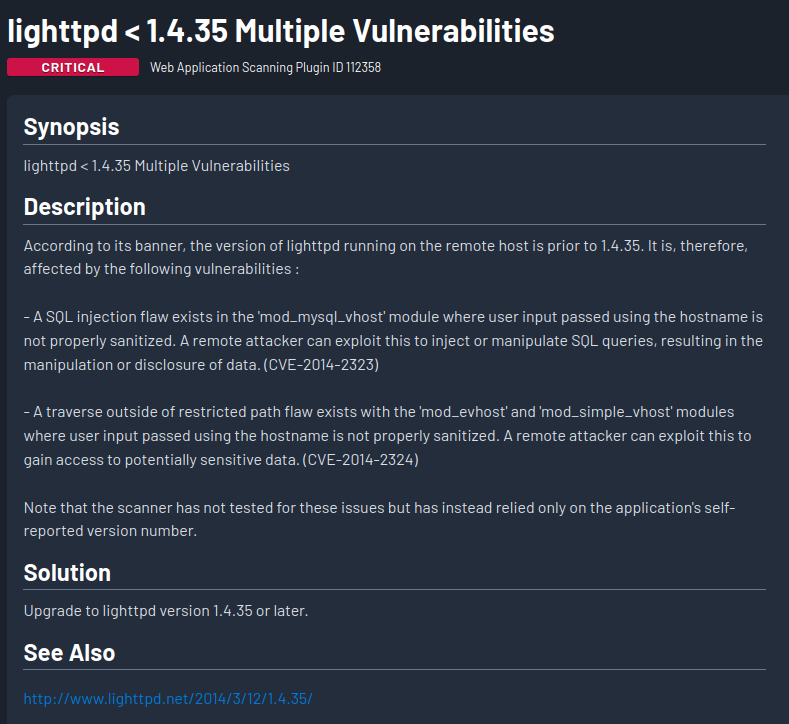 lighttpd < 1.4.35 Multiple Vulnerabilities
CRITICAL Web Application Scanning Plugin ID 112358
Synopsis
lighttpd < 1.4.35 Multiple Vulnerabilities
Description
According to its banner, the version of lighttpd running on the remote host is prior to 1.4.35. It is, therefore,
affected by the following vulnerabilities :
- A SQL injection flaw exists in the 'mod_mysql_vhost' module where user input passed using the hostname is
not properly sanitized. A remote attacker can exploit this to inject or manipulate SQL queries, resulting in the
manipulation or disclosure of data. (CVE-2014-2323)
- A traverse outside of restricted path flaw exists with the 'mod_evhost' and 'mod_simple_vhost' modules
where user input passed using the hostname is not properly sanitized. A remote attacker can exploit this to
gain access to potentially sensitive data. (CVE-2014-2324)
Note that the scanner has not tested for these issues but has instead relied only on the application's self-
reported version number.
Solution
Upgrade to lighttpd version 1.4.35 or later.
See Also
http://www.lighttpd.net/2014/3/12/1.4.35/